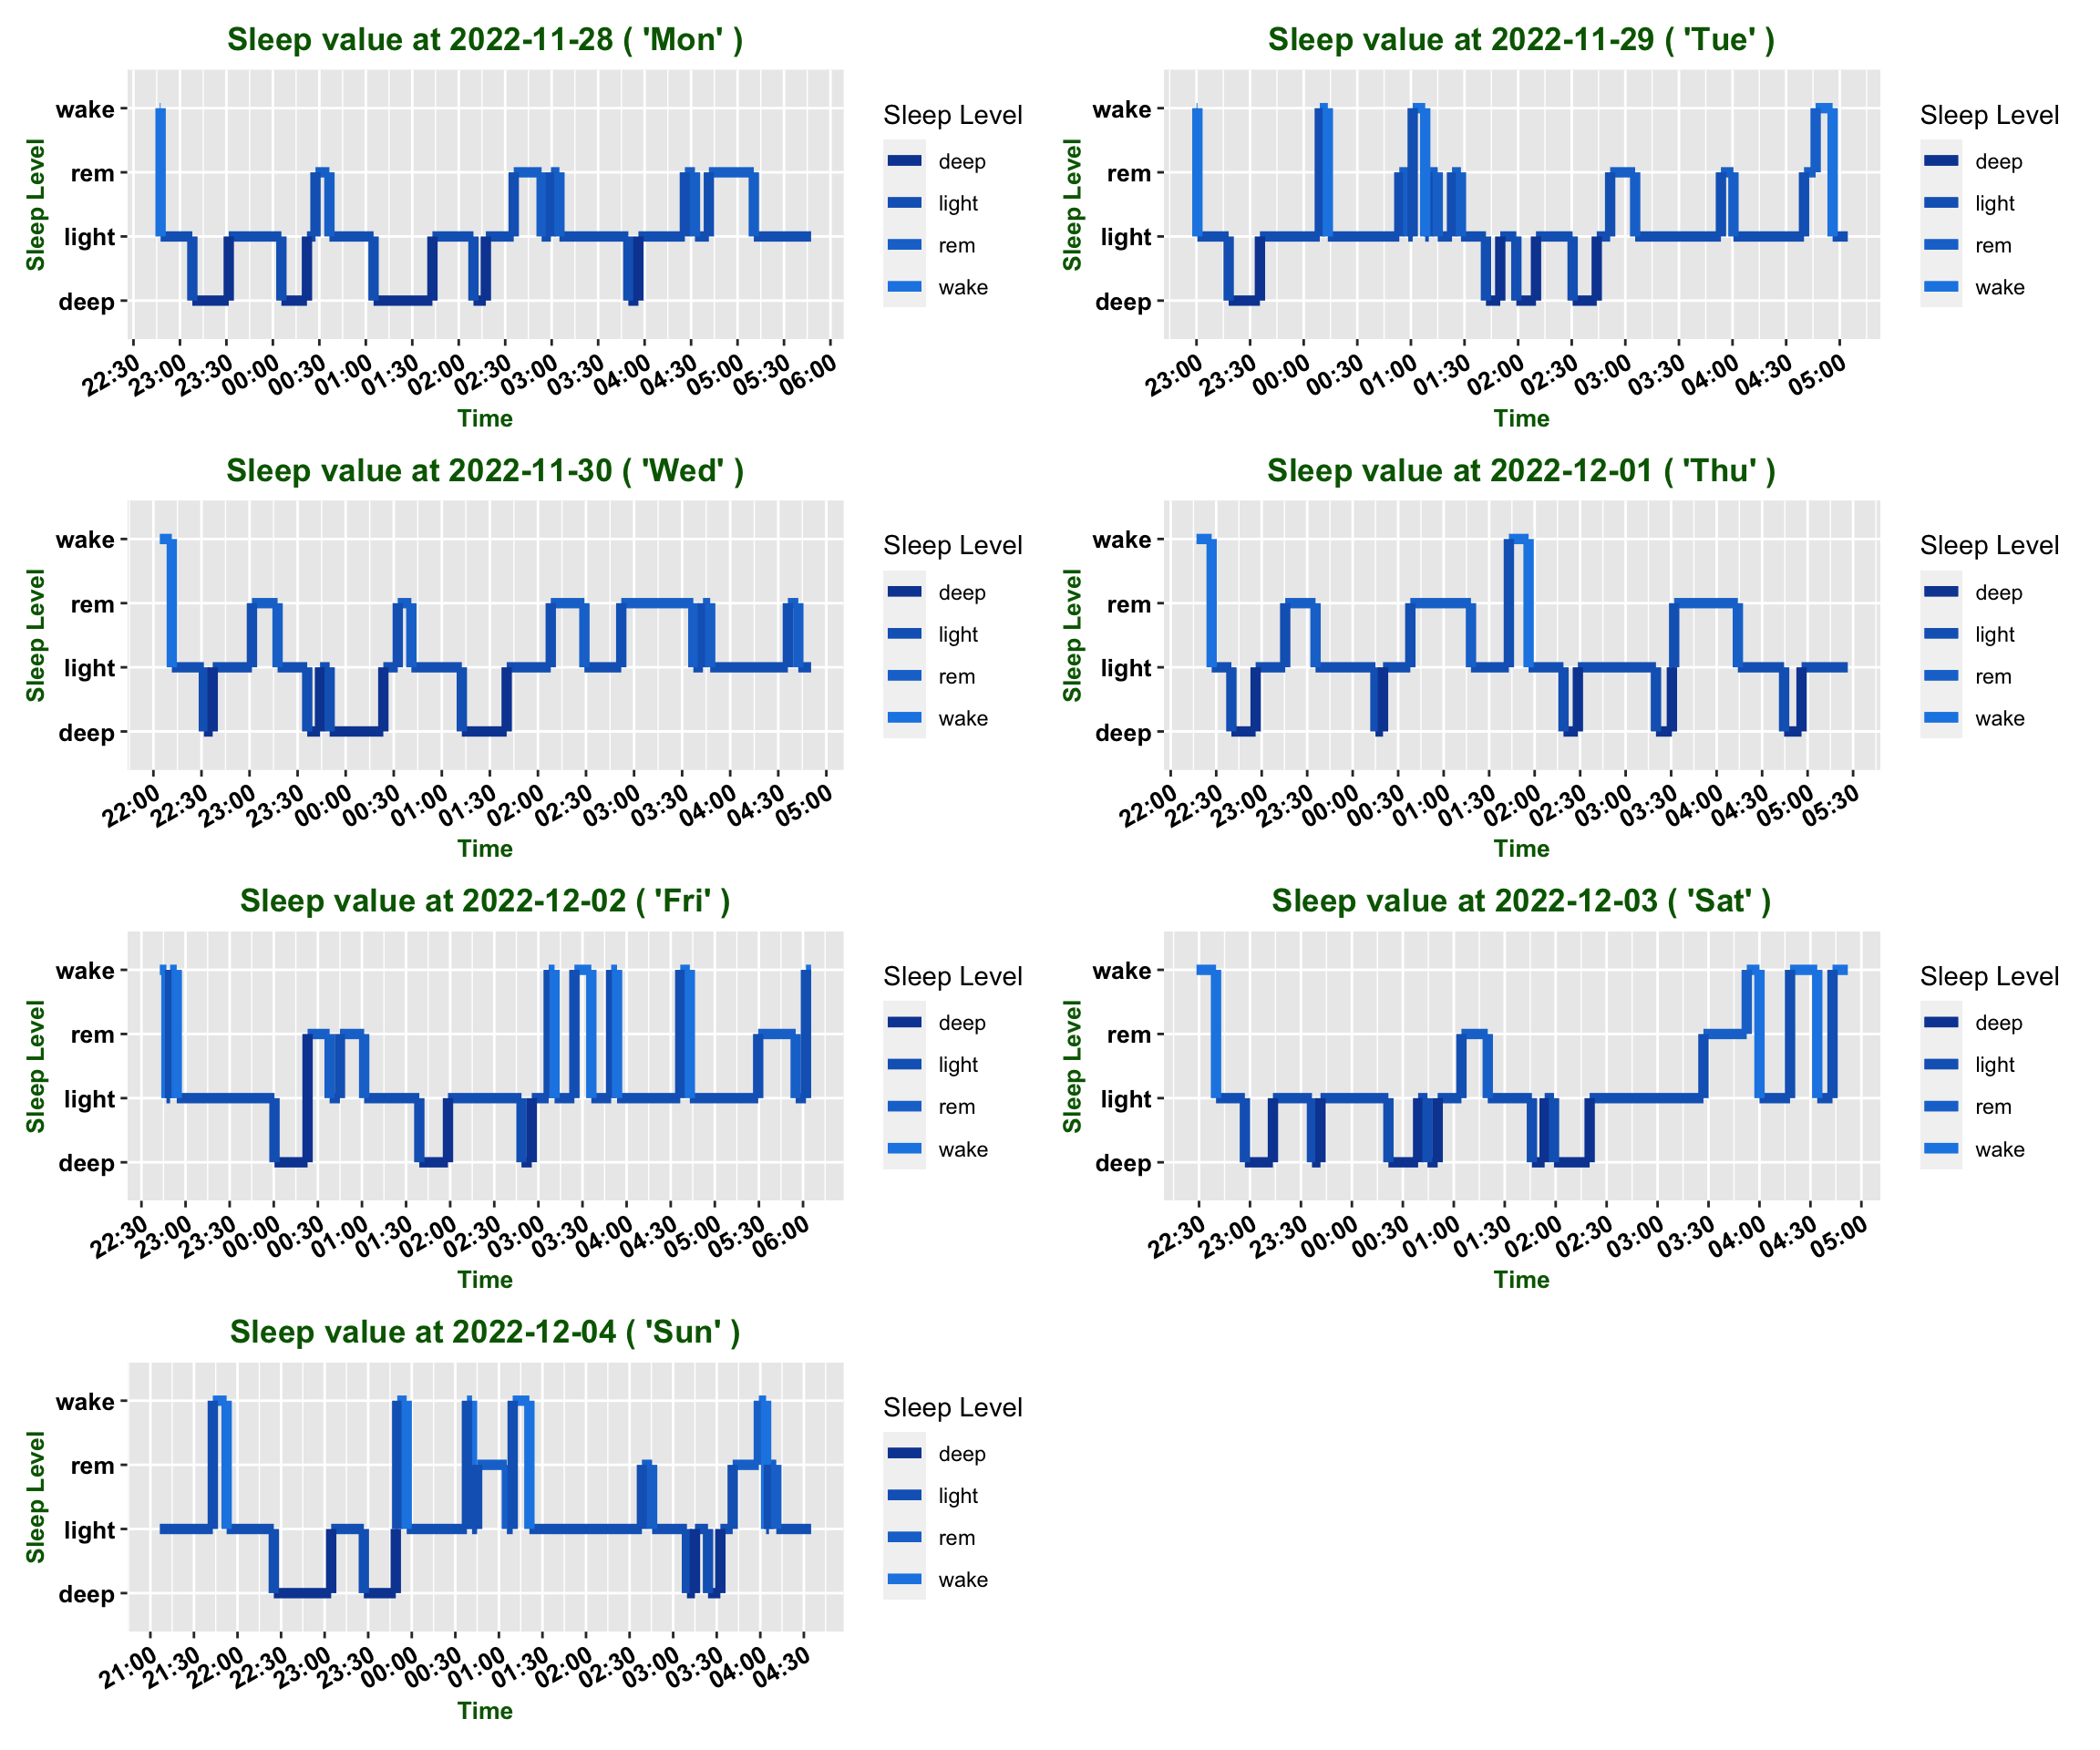 Sleep value at 2022-11-28 ( 'Mon' )
Sleep Level
wake
rem
light
deep
22:30 23:00 23:30 00:00 00:30 01:00 01:30 02:00 02:30 03:00 03:30 04:00 04:30 05:00 05:30 06:00
Time
Sleep Level
deep
light
rem
wake
Sleep value at 2022-11-29 ( 'Tue' )
Sleep Level
wake
rem
light
deep
23:00 23:30 00:00 00:30 01:00 01:30 02:00 02:30 03:00 03:30 04:00 04:30 05:00
Time
Sleep Level
deep
light
rem
wake
Sleep value at 2022-11-30 ( 'Wed' )
Sleep Level
wake
rem
light
deep
22:00 22:30 23:00 23:30 00:00 00:30 01:00 01:30 02:00 02:30 03:00 03:30 04:00 04:30 05:00
Time
Sleep Level
deep
light
rem
wake
Sleep value at 2022-12-01 ( 'Thu' )
Sleep Level
wake
rem
light
deep
22:00 22:30 23:00 23:30 00:00 00:30 01:00 01:30 02:00 02:30 03:00 03:30 04:00 04:30 05:00 05:30
Time
Sleep Level
deep
light
rem
wake
Sleep value at 2022-12-02 ( 'Fri' )
Sleep Level
wake
rem
light
deep
22:30 23:00 23:30 00:00 00:30 01:00 01:30 02:00 02:30 03:00 03:30 04:00 04:30 05:00 05:30 06:00
Time
Sleep Level
deep
light
rem
wake
Sleep value at 2022-12-03 ( 'Sat' )
Sleep Level
wake
rem
light
deep
22:30 23:00 23:30 00:00 00:30 01:00 01:30 02:00 02:30 03:00 03:30 04:00 04:30 05:00
Time
Sleep Level
deep
light
rem
wake
Sleep value at 2022-12-04 ( 'Sun' )
Sleep Level
wake
rem
light
deep
21:00 21:30 22:00 22:30 23:00 23:30 00:00 00:30 01:00 01:30 02:00 02:30 03:00 03:30 04:00 04:30
Time
Sleep Level
deep
light
rem
wake